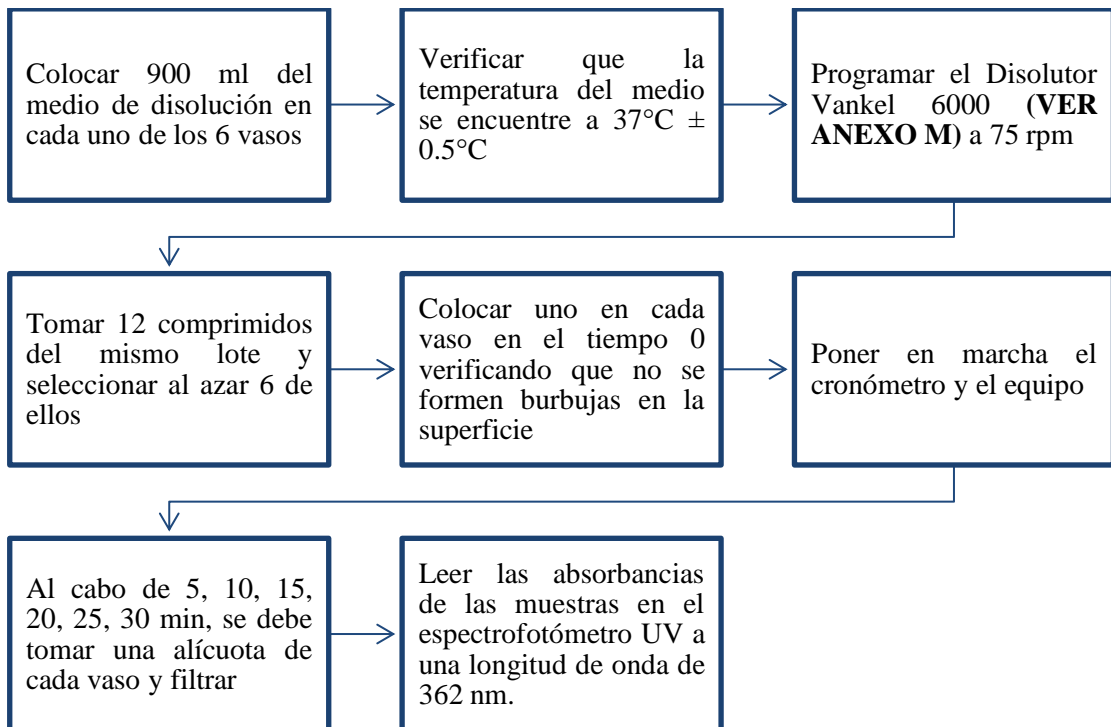 Colocar 900 ml del
medio de disolución en
cada uno de los 6 vasos
Verificar que la
temperatura del medio
se encuentre a 37°C ±
0.5°C
Programar el Disolutor
Vankel 6000 (VER
ANEXO M) a 75 rpm
Tomar 12 comprimidos
del mismo lote y
seleccionar al azar 6 de
ellos
Colocar uno en cada
vaso en el tiempo 0
verificando que no se
formen burbujas en la
superficie
Poner en marcha el
cronómetro y el equipo
Al cabo de 5, 10, 15,
20, 25, 30 min, se debe
tomar una alícuota de
cada vaso y filtrar
Leer las absorbancias
de las muestras en el
espectrofotómetro UV a
una longitud de onda de
362 nm.